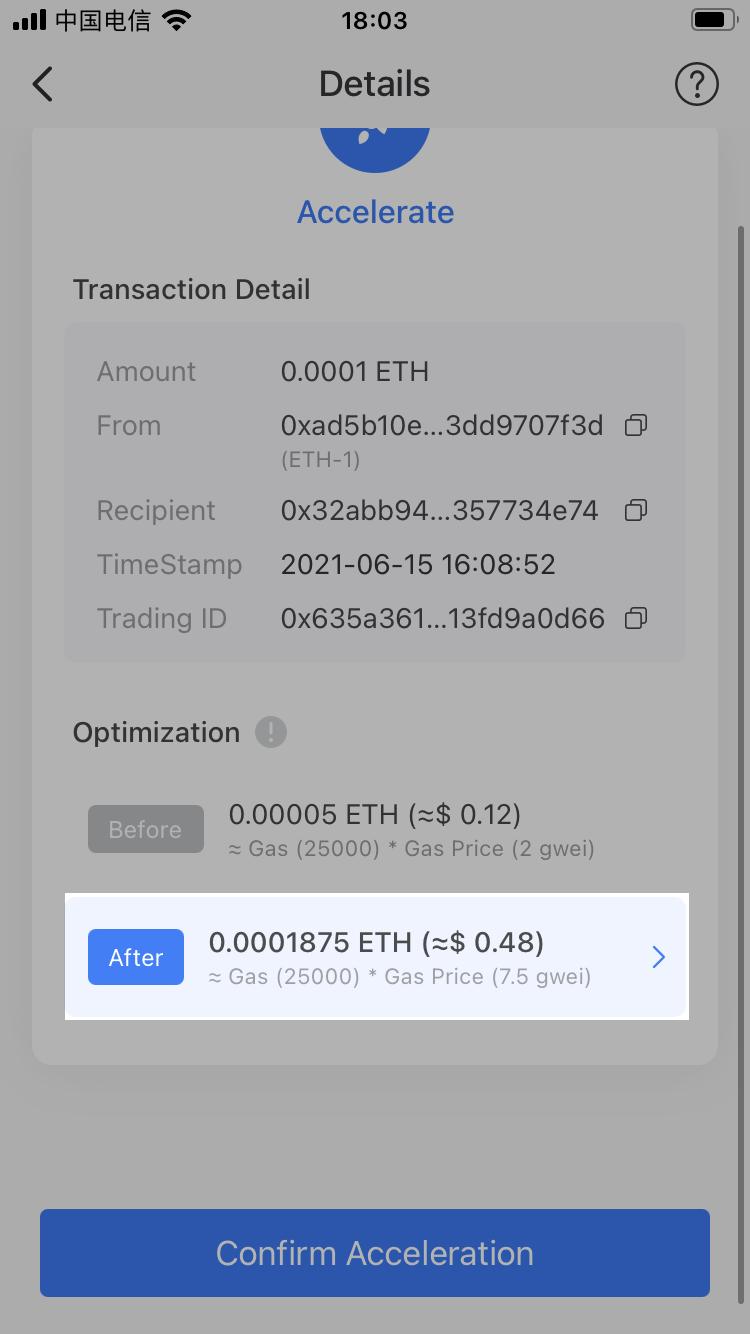 中国电信 18:03
Details
Accelerate
Transaction Detail
Amount 0.0001 ETH
From 0xad5b10e...3dd9707f3d
(ETH-1)
Recipient 0x32abb94...357734e74
TimeStamp 2021-06-15 16:08:52
Trading ID 0x635a361...13fd9a0d66
Optimization
Before 0.00005 ETH (≈$ 0.12)
≈ Gas (25000) * Gas Price (2 gwei)
After 0.0001875 ETH (≈$ 0.48)
≈ Gas (25000) * Gas Price (7.5 gwei)
Confirm Acceleration